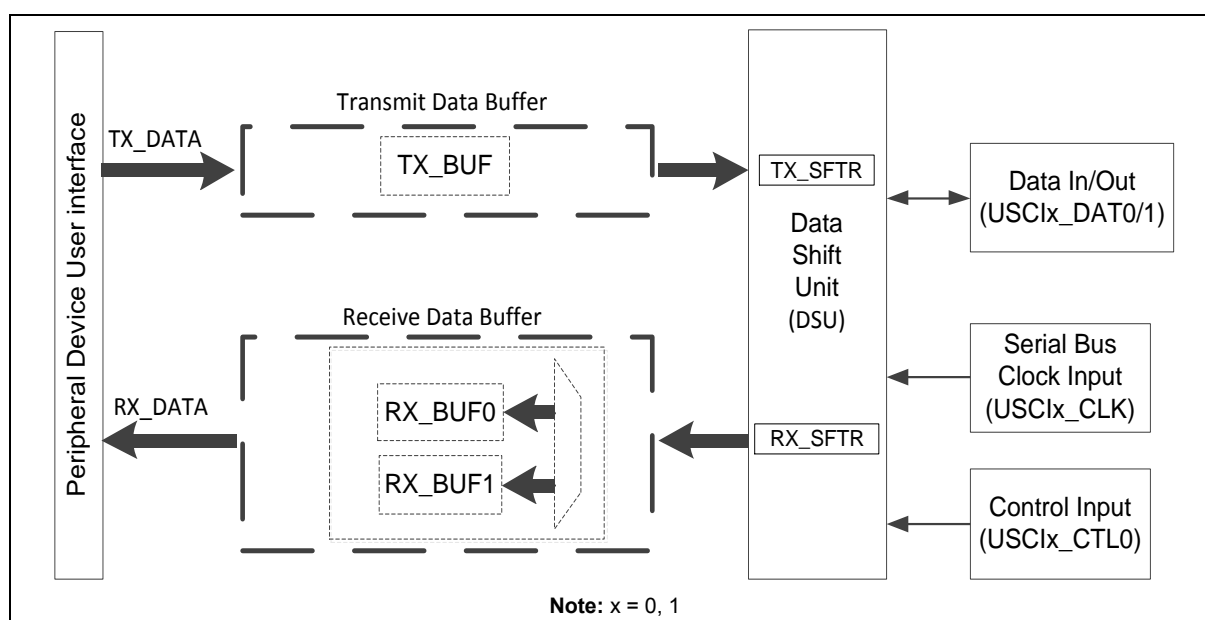 Peripheral Device User interface
TX_DATA
Transmit Data Buffer
TX_BUF
RX_DATA
Receive Data Buffer
RX_BUF0
RX_BUF1
TX_SFTR
Data
Shift
Unit
(DSU)
RX_SFTR
Data In/Out
(USCIx_DAT0/1)
Serial Bus
Clock Input
(USCIx_CLK)
Control Input
(USCIx_CTL0)
Note: x = 0, 1